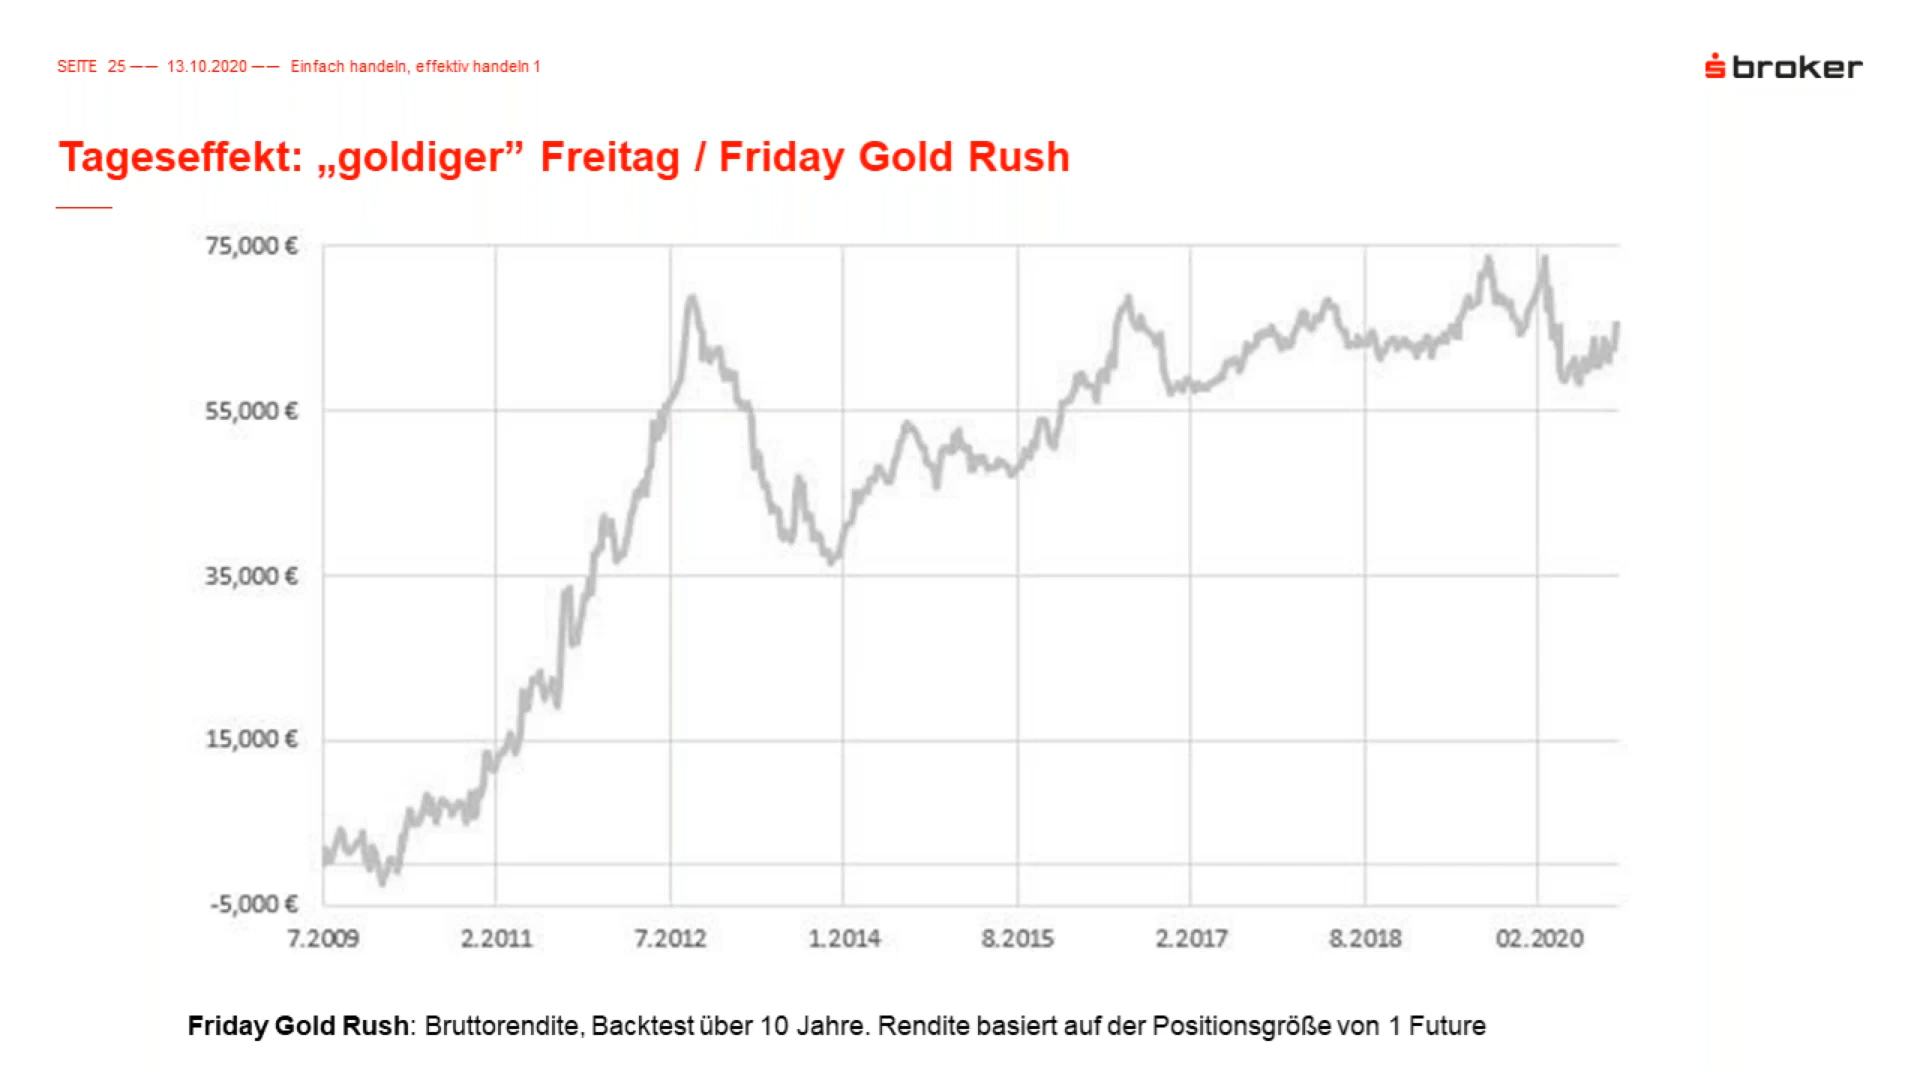 SEITE 25 —— 13.10.2020 —— Einfach handeln, effektiv handeln 1
broker
Tageseffekt: „goldiger” Freitag / Friday Gold Rush
75,000 €
55,000 €
35,000 €
15,000 €
-5,000 €
7.2009 2.2011 7.2012 1.2014 8.2015 2.2017 8.2018 02.2020
Friday Gold Rush: Bruttorendite, Backtest über 10 Jahre. Rendite basiert auf der Positionsgröße von 1 Future